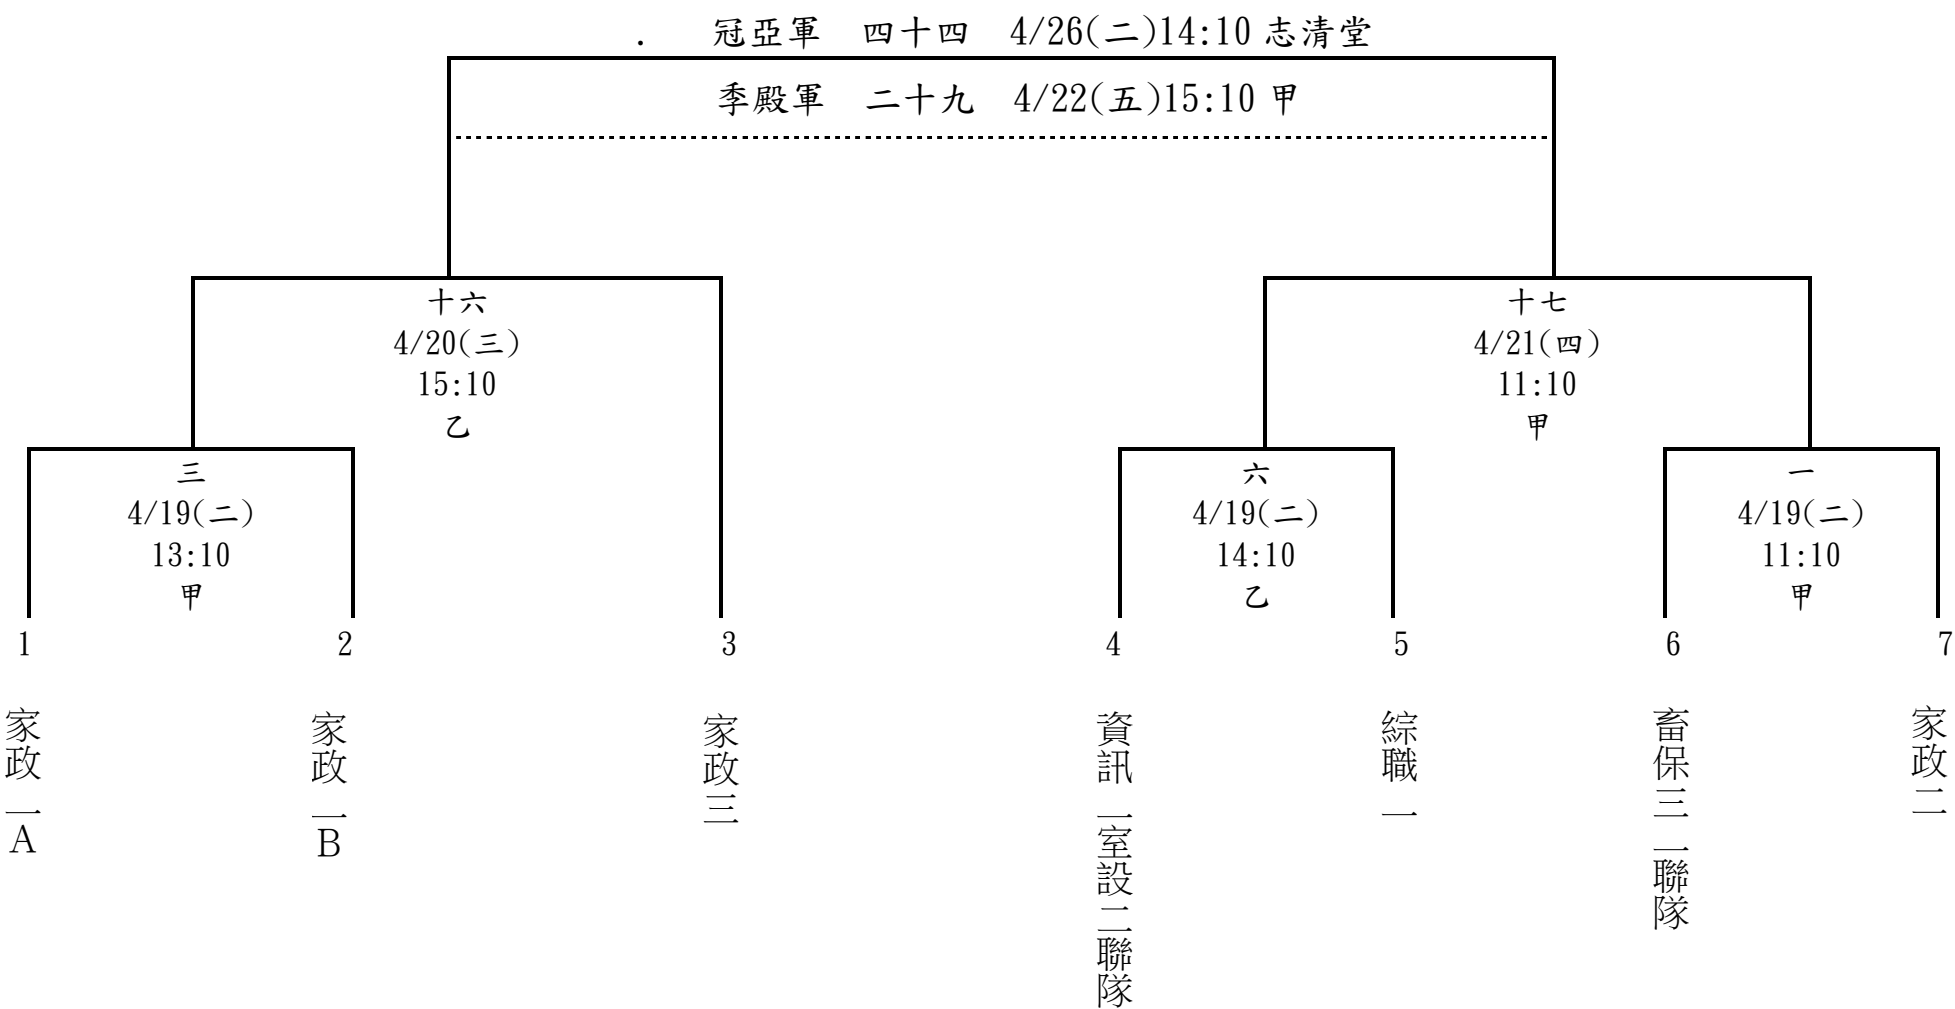 . 冠亞軍 四十四 4/26(二)14:10 志清堂
季殿軍 二十九 4/22(五)15:10 甲
十六
4/20(三)
15:10
乙
十七
4/21(四)
11:10
甲
三
4/19(二)
13:10
甲
六
4/19(二)
14:10
乙
一
4/19(二)
11:10
甲
1
2
3
4
5
6
7
家政一A
家政一B
家政三
資訊一室設二聯隊
綜職一
畜保三一聯隊
家政二